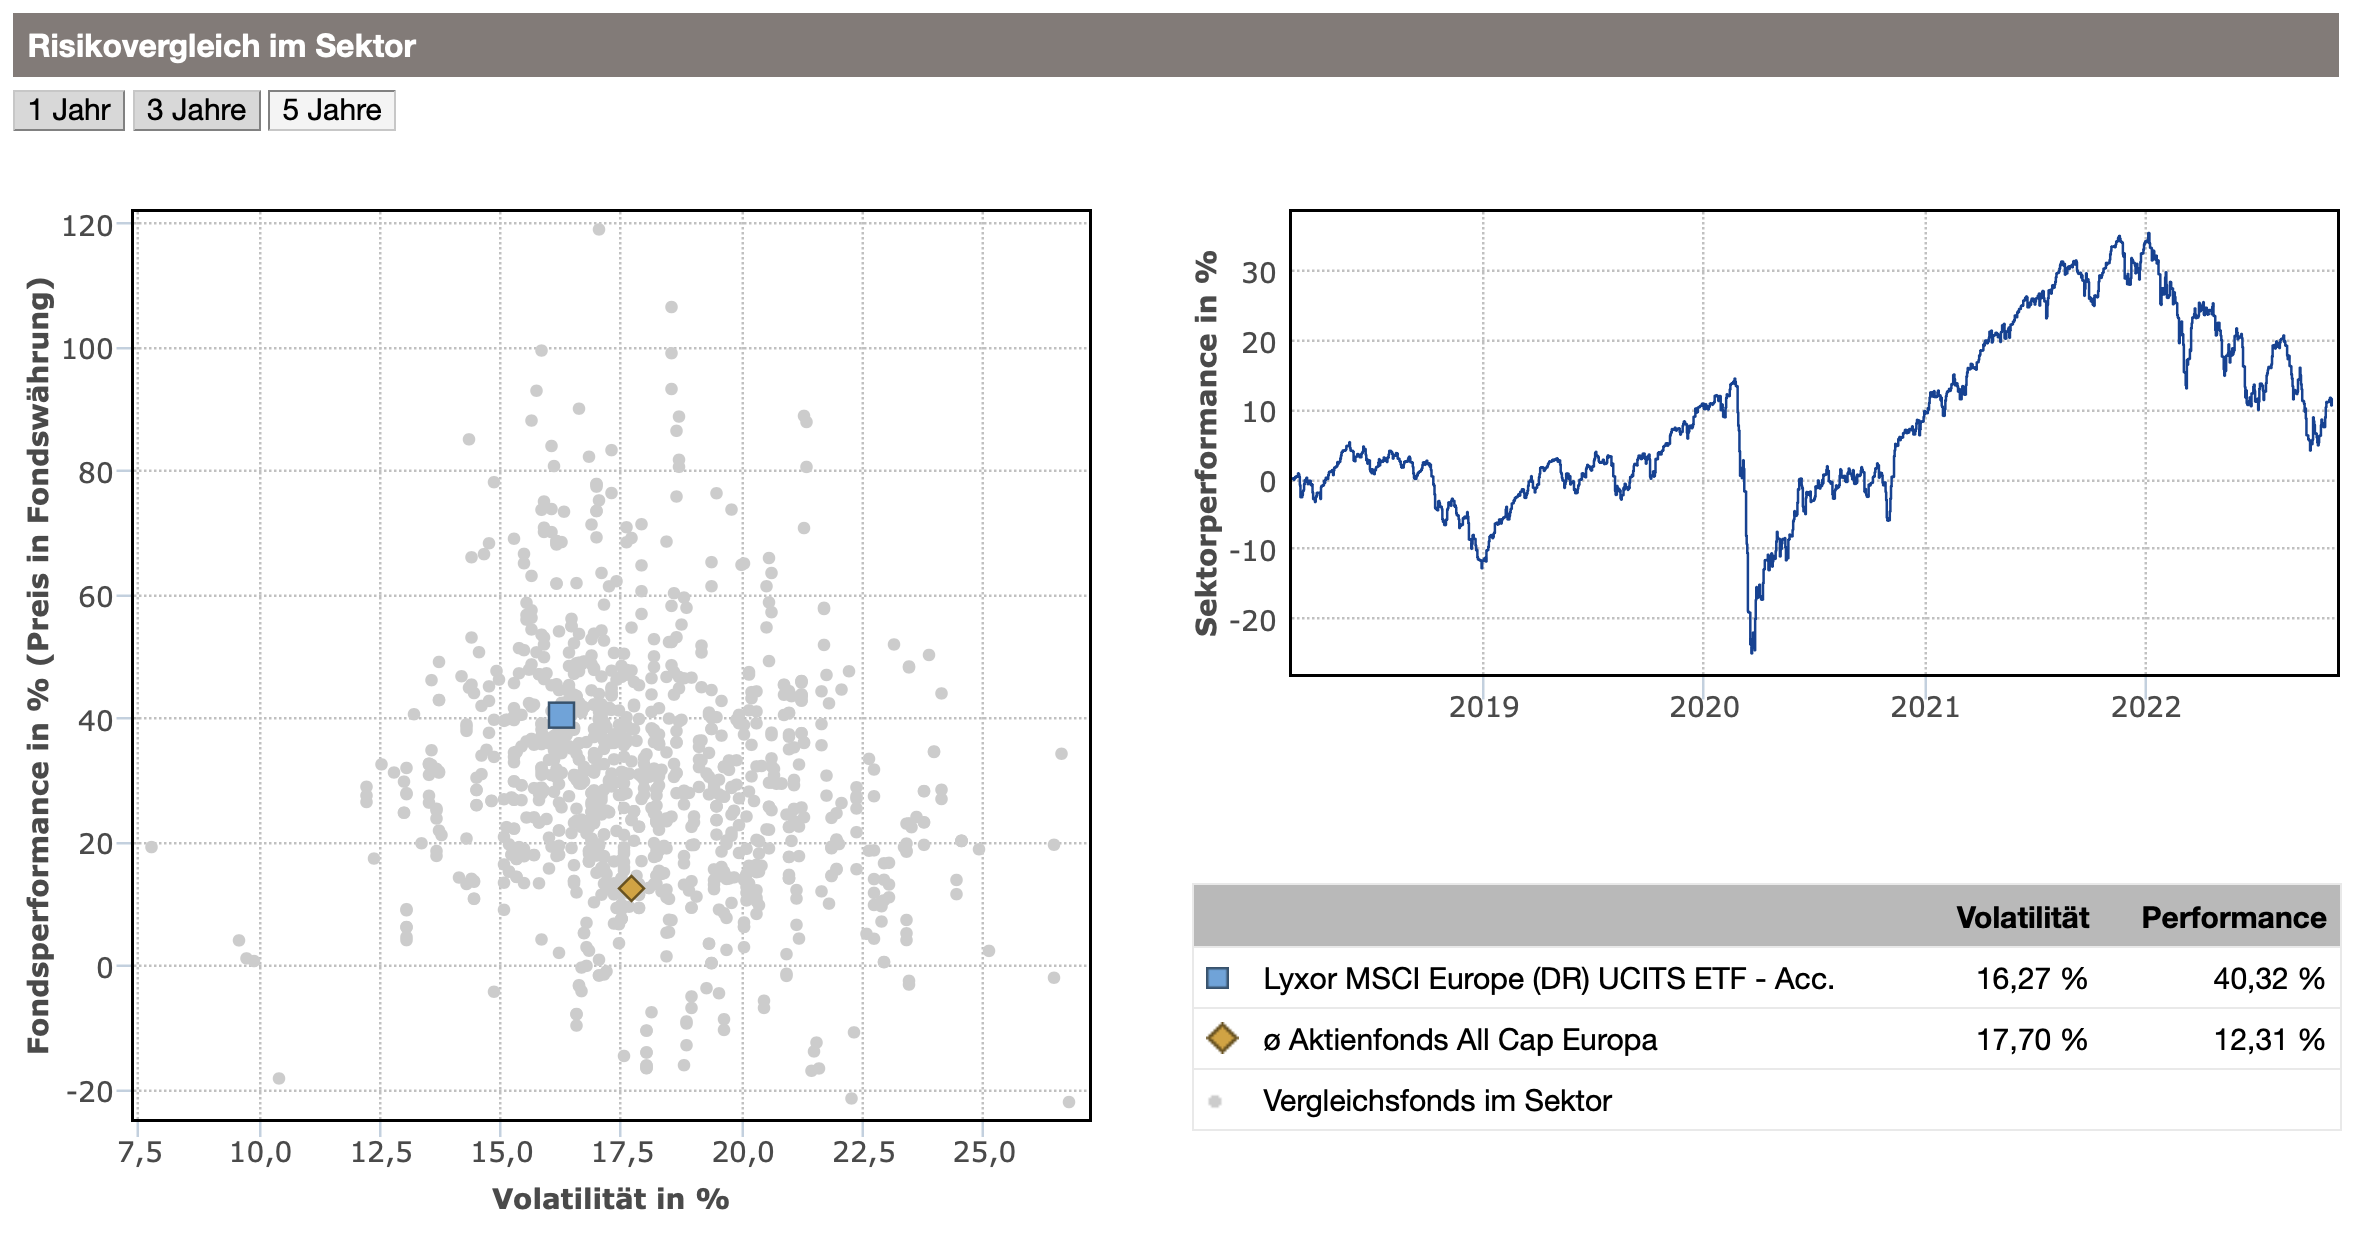 Risikovergleich im Sektor
1 Jahr 3 Jahre 5 Jahre
Fondsperformance in % (Preis in Fondswährung)
120
100
80
60
40
20
0
-20
7,5 10,0 12,5 15,0 17,5 20,0 22,5 25,0
Volatilität in %
Sektorperformance in %
30
20
10
0
-10
-20
2019 2020 2021 2022
Volatilität Performance
Lyxor MSCI Europe (DR) UCITS ETF - Acc. 16,27 % 40,32 %
ø Aktienfonds All Cap Europa 17,70 % 12,31 %
Vergleichsfonds im Sektor